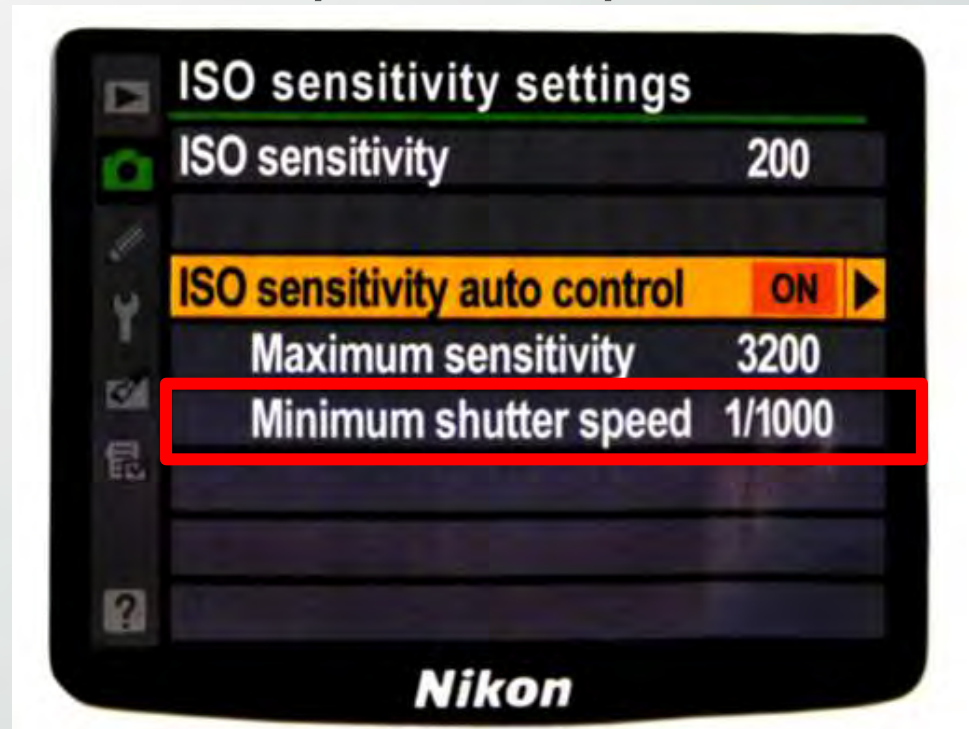 ISO sensitivity settings
ISO sensitivity 200
ISO sensitivity auto control ON
Maximum sensitivity 3200
Minimum shutter speed 1/1000
?
Nikon